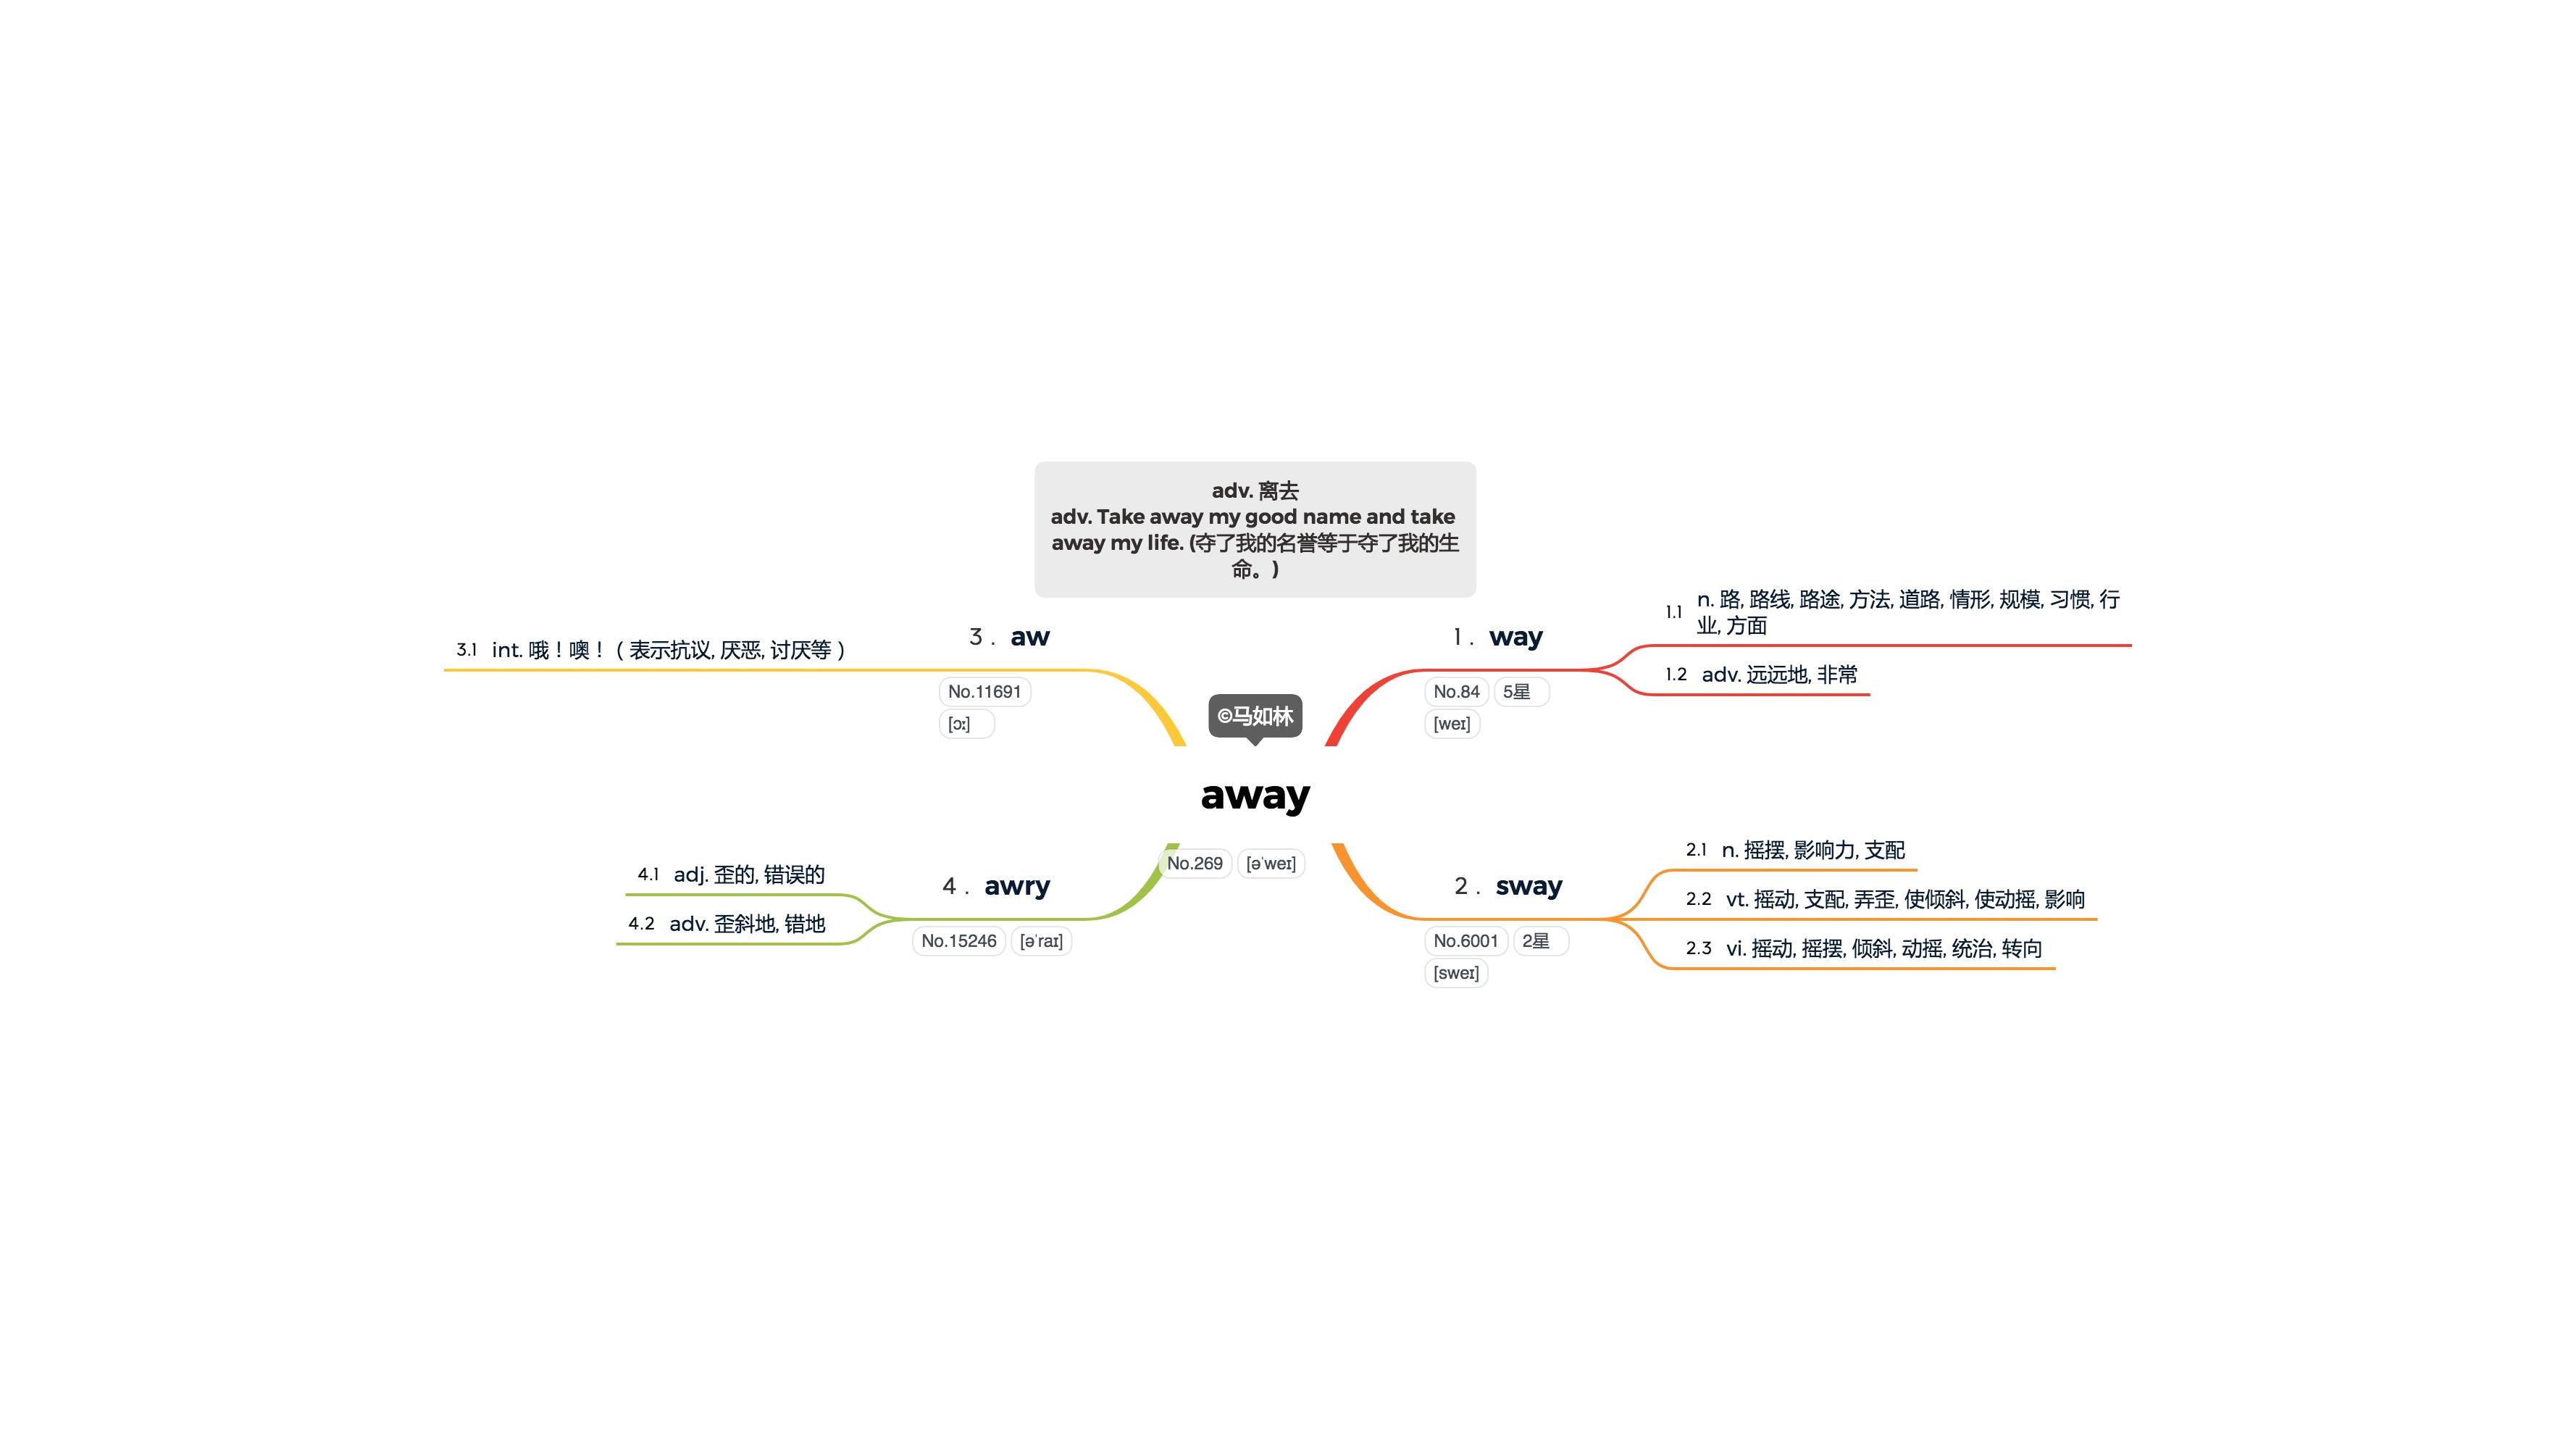 adv. 离去
adv. Take away my good name and take
away my life. (夺了我的名誉等于夺了我的生
命。)
©马如林
away
No.269 [ə'weɪ]
1. way
No.84 5星
[weɪ]
1.1 n. 路, 路线, 路途, 方法, 道路, 情形, 规模, 习惯, 行
业, 方面
1.2 adv. 远远地, 非常
2. sway
No.6001 2星
[sweɪ]
2.1 n. 摇摆, 影响力, 支配
2.2 vt. 摇动, 支配, 弄歪, 使倾斜, 使动摇, 影响
2.3 vi. 摇动, 摇摆, 倾斜, 动摇, 统治, 转向
3. aw
No.11691
[ɔː]
3.1 int. 哦！噢！（表示抗议, 厌恶, 讨厌等）
4. awry
No.15246 [ə'raɪ]
4.1 adj. 歪的, 错误的
4.2 adv. 歪斜地, 错地